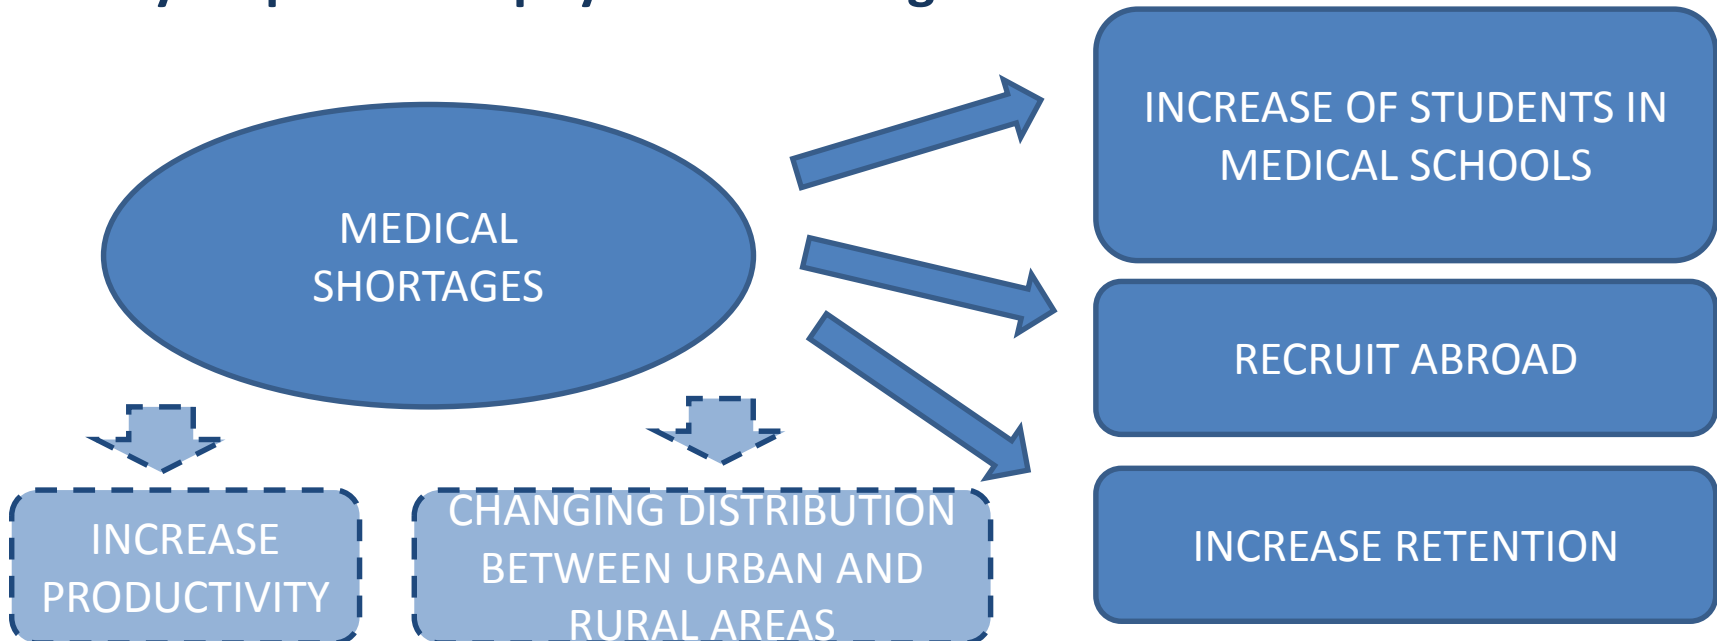 MEDICAL
SHORTAGES
INCREASE OF STUDENTS IN
MEDICAL SCHOOLS
RECRUIT ABROAD
INCREASE RETENTION
INCREASE
PRODUCTIVITY
CHANGING DISTRIBUTION
BETWEEN URBAN AND
RURAL AREAS